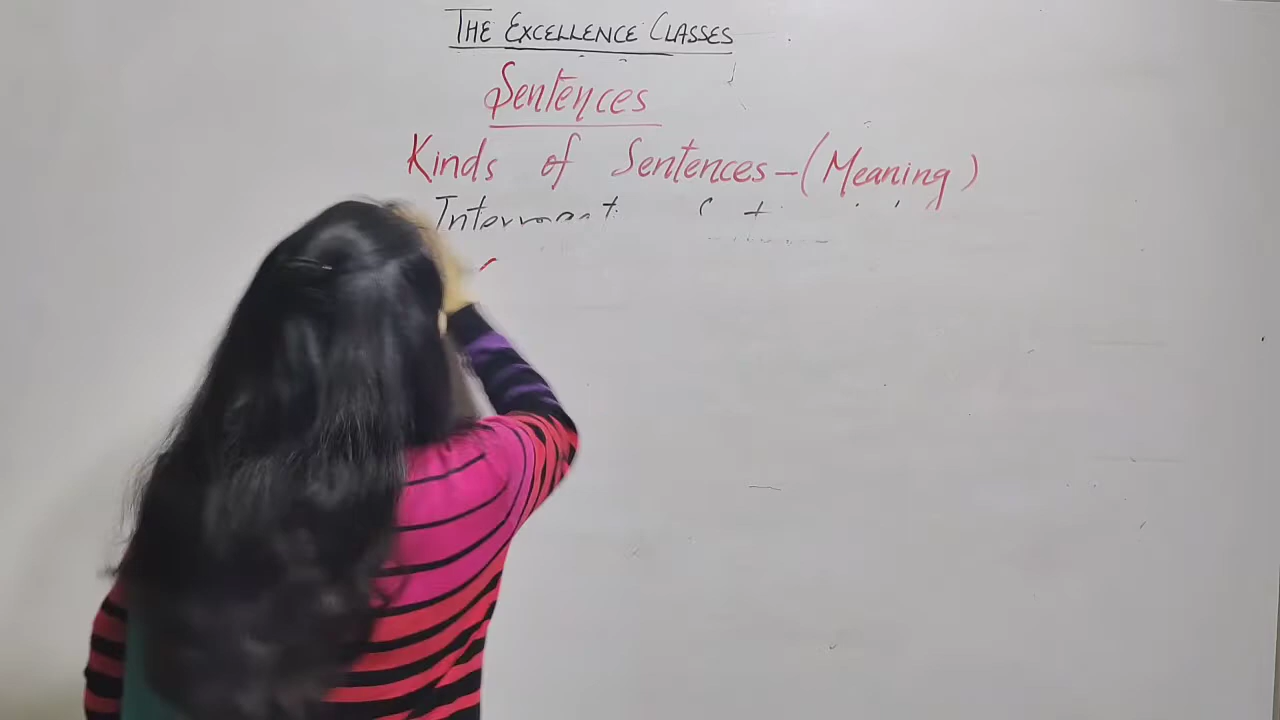 THE EXCELLENCE CLASSES
Sentences
Kinds of Sentences - (Meaning)